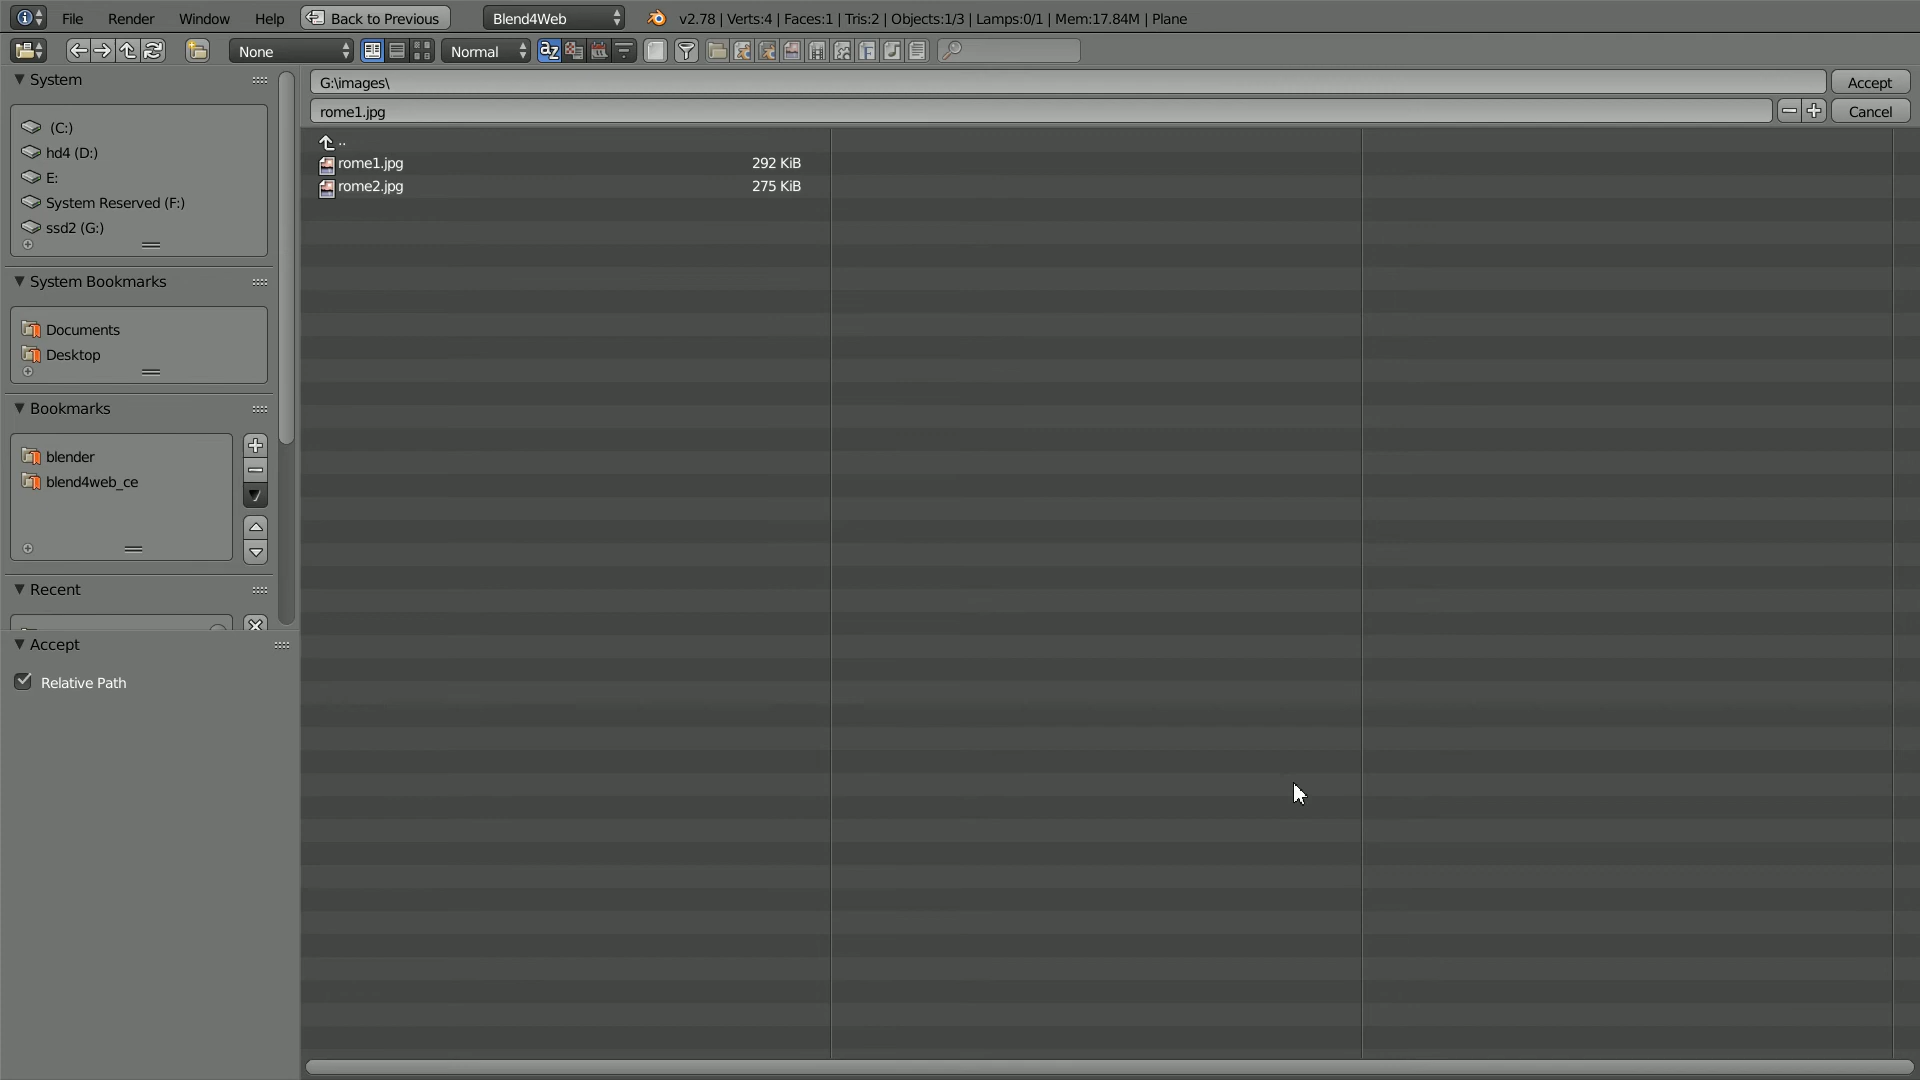 File Render Window Help Back to Previous Blend4Web v2.78 | Verts:4 | Faces:1 | Tris:2 | Objects:1/3 | Lamps:0/1 | Mem:17.84M | Plane
None Normal
System
(C:)
hd4 (D:)
E:
System Reserved (F:)
ssd2 (G:)
System Bookmarks
Documents
Desktop
Bookmarks
blender
blend4web_ce
Recent
Accept
Relative Path
G:\images\ Accept
rome1.jpg Cancel
..
rome1.jpg 292 KiB
rome2.jpg 275 KiB